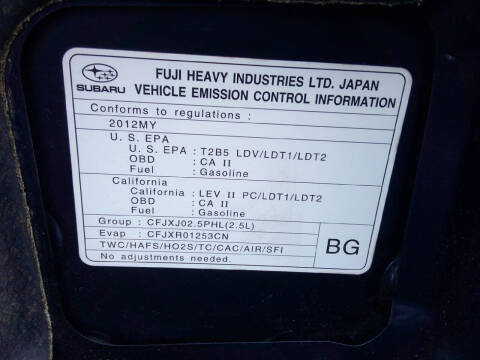 SUBARU
FUJI HEAVY INDUSTRIES LTD. JAPAN
VEHICLE EMISSION CONTROL INFORMATION
Conforms to regulations :
2012MY
U. S. EPA
U. S. EPA : T2B5 LDV/LDT1/LDT2
OBD : CA II
Fuel : Gasoline
California
California : LEV II PC/LDT1/LDT2
OBD : CA II
Fuel : Gasoline
Group : CFJXJ02.5PHL(2.5L)
Evap : CFJXR01253CN
TWC/HAFS/HO2S/TC/CAC/AIR/SFI
No adjustments needed.
BG